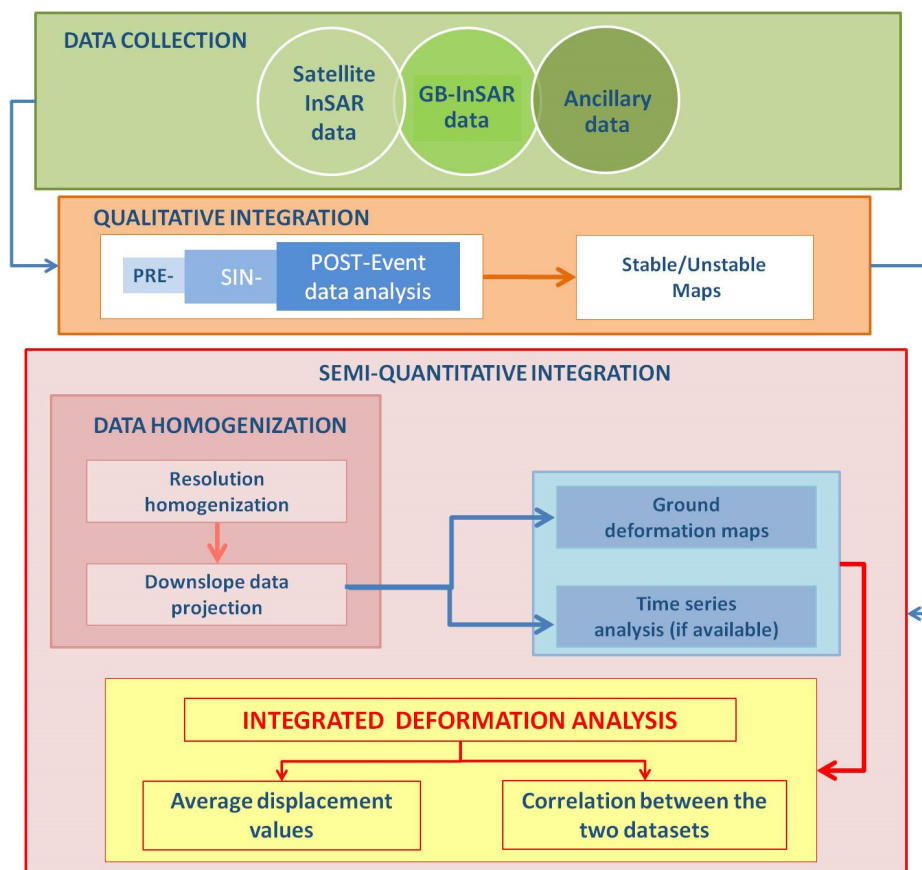 DATA COLLECTION
Satellite
InSAR
data
GB-InSAR
data
Ancillary
data
QUALITATIVE INTEGRATION
PRE-
SIN-
POST-Event
data analysis
Stable/Unstable
Maps
SEMI-QUANTITATIVE INTEGRATION
DATA HOMOGENIZATION
Resolution
homogenization
Downslope data
projection
Ground
deformation maps
Time series
analysis (if available)
INTEGRATED DEFORMATION ANALYSIS
Average displacement
values
Correlation between the
two datasets